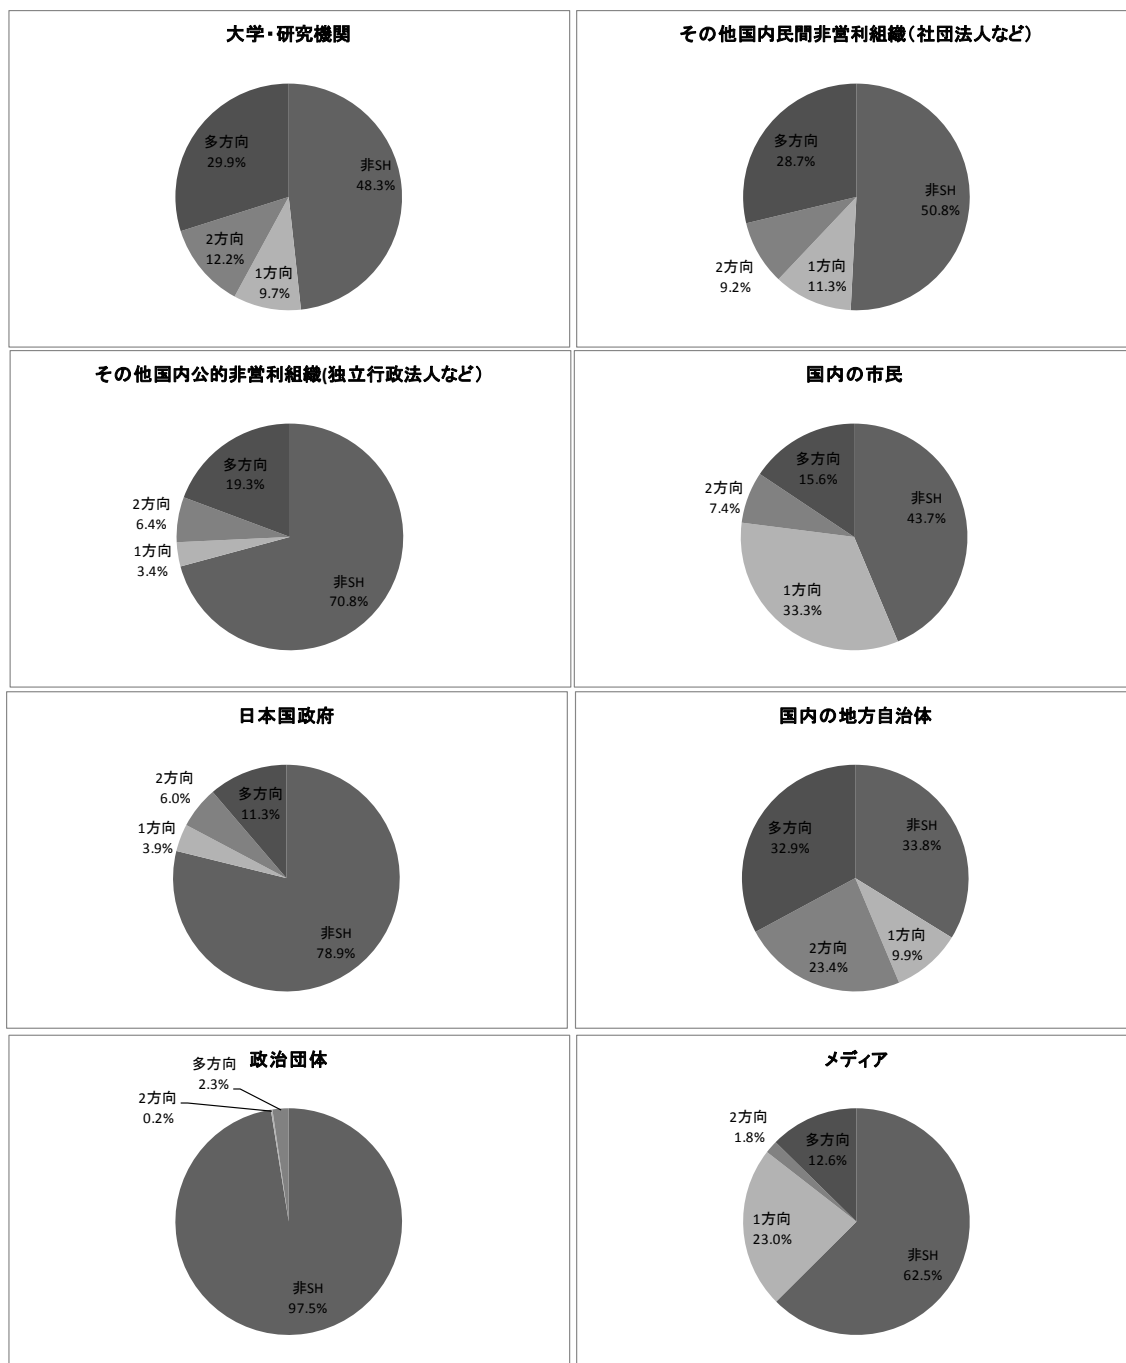 大学・研究機関
多方向
29.9%
非SH
48.3%
2方向
12.2%
1方向
9.7%
その他国内民間非営利組織（社団法人など）
多方向
28.7%
非SH
50.8%
2方向
9.2%
1方向
11.3%
その他国内公的非営利組織(独立行政法人など）
多方向
19.3%
2方向
6.4%
1方向
3.4%
非SH
70.8%
国内の市民
多方向
15.6%
2方向
7.4%
非SH
43.7%
1方向
33.3%
日本国政府
2方向
6.0%
多方向
11.3%
1方向
3.9%
非SH
78.9%
国内の地方自治体
多方向
32.9%
非SH
33.8%
2方向
23.4%
1方向
9.9%
政治団体
多方向
2.3%
2方向
0.2%
非SH
97.5%
メディア
2方向
1.8%
多方向
12.6%
1方向
23.0%
非SH
62.5%